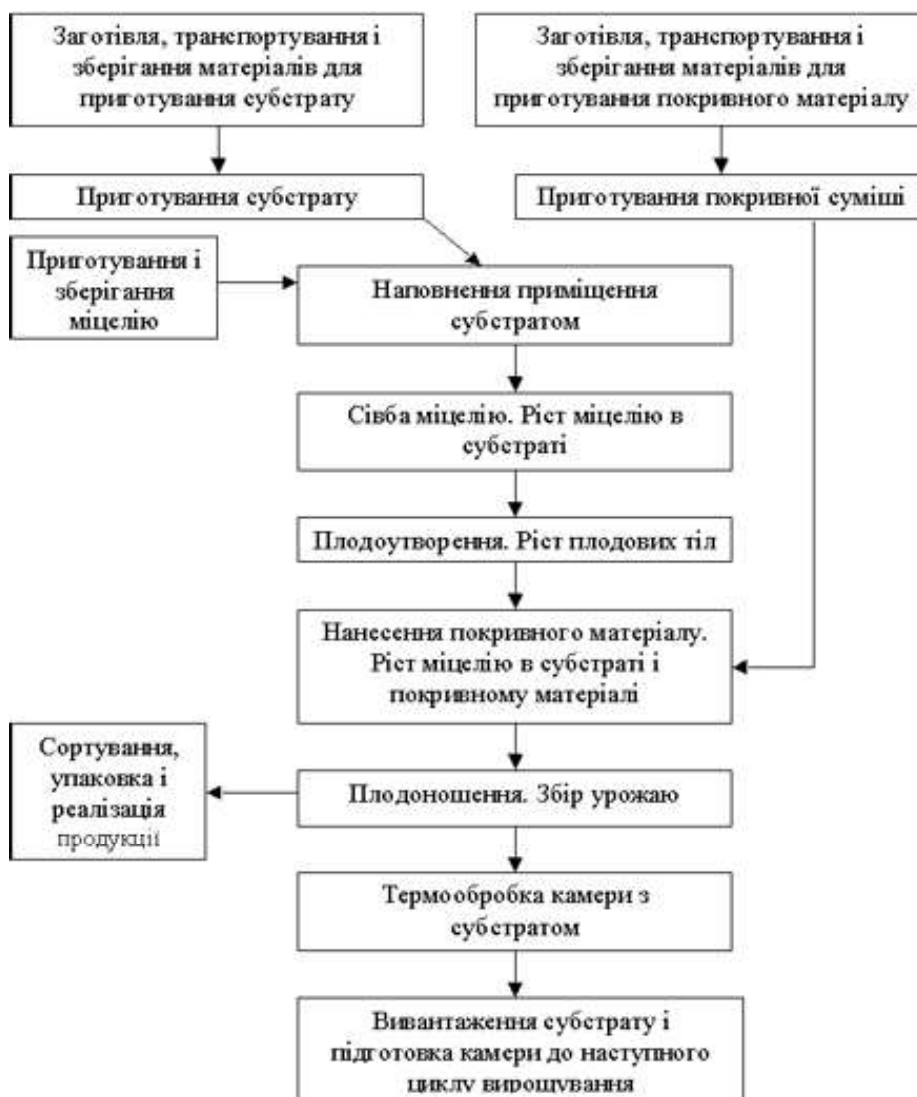 Заготівля, транспортування і
зберігання матеріалів для
приготування субстрату
Заготівля, транспортування і
зберігання матеріалів для
приготування покривного матеріалу
Приготування субстрату
Приготування покривної суміші
Приготування і
зберігання
міцелію
Наповнення приміщення
субстратом
Сівба міцелію. Ріст міцелію в
субстраті
Плодоутворення. Ріст плодових тіл
Нанесення покривного матеріалу.
Ріст міцелію в субстраті і
покривному матеріалі
Сортування,
упаковка і
реалізація
продукції
Плодоношення. Збір урожаю
Термообробка камери з
субстратом
Вивантаження субстрату і
підготовка камери до наступного
циклу вирощування